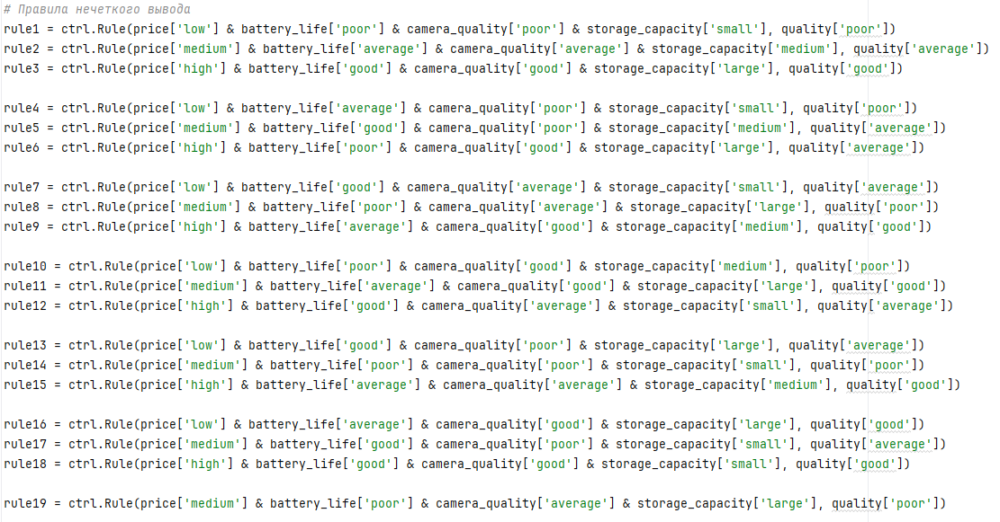 # Правила нечеткого вывода
rule1 = ctrl.Rule(price['low'] & battery_life['poor'] & camera_quality['poor'] & storage_capacity['small'], quality['poor'])
rule2 = ctrl.Rule(price['medium'] & battery_life['average'] & camera_quality['average'] & storage_capacity['medium'], quality['average'])
rule3 = ctrl.Rule(price['high'] & battery_life['good'] & camera_quality['good'] & storage_capacity['large'], quality['good'])
rule4 = ctrl.Rule(price['low'] & battery_life['average'] & camera_quality['poor'] & storage_capacity['small'], quality['poor'])
rule5 = ctrl.Rule(price['medium'] & battery_life['good'] & camera_quality['poor'] & storage_capacity['medium'], quality['average'])
rule6 = ctrl.Rule(price['high'] & battery_life['poor'] & camera_quality['good'] & storage_capacity['large'], quality['average'])
rule7 = ctrl.Rule(price['low'] & battery_life['good'] & camera_quality['average'] & storage_capacity['small'], quality['average'])
rule8 = ctrl.Rule(price['medium'] & battery_life['poor'] & camera_quality['average'] & storage_capacity['large'], quality['poor'])
rule9 = ctrl.Rule(price['high'] & battery_life['average'] & camera_quality['good'] & storage_capacity['medium'], quality['good'])
rule10 = ctrl.Rule(price['low'] & battery_life['poor'] & camera_quality['good'] & storage_capacity['medium'], quality['poor'])
rule11 = ctrl.Rule(price['medium'] & battery_life['average'] & camera_quality['good'] & storage_capacity['large'], quality['good'])
rule12 = ctrl.Rule(price['high'] & battery_life['good'] & camera_quality['average'] & storage_capacity['small'], quality['average'])
rule13 = ctrl.Rule(price['low'] & battery_life['good'] & camera_quality['poor'] & storage_capacity['large'], quality['average'])
rule14 = ctrl.Rule(price['medium'] & battery_life['poor'] & camera_quality['poor'] & storage_capacity['small'], quality['poor'])
rule15 = ctrl.Rule(price['high'] & battery_life['average'] & camera_quality['average'] & storage_capacity['medium'], quality['good'])
rule16 = ctrl.Rule(price['low'] & battery_life['average'] & camera_quality['good'] & storage_capacity['large'], quality['good'])
rule17 = ctrl.Rule(price['medium'] & battery_life['good'] & camera_quality['poor'] & storage_capacity['small'], quality['average'])
rule18 = ctrl.Rule(price['high'] & battery_life['good'] & camera_quality['good'] & storage_capacity['small'], quality['good'])
rule19 = ctrl.Rule(price['medium'] & battery_life['poor'] & camera_quality['average'] & storage_capacity['large'], quality['poor'])